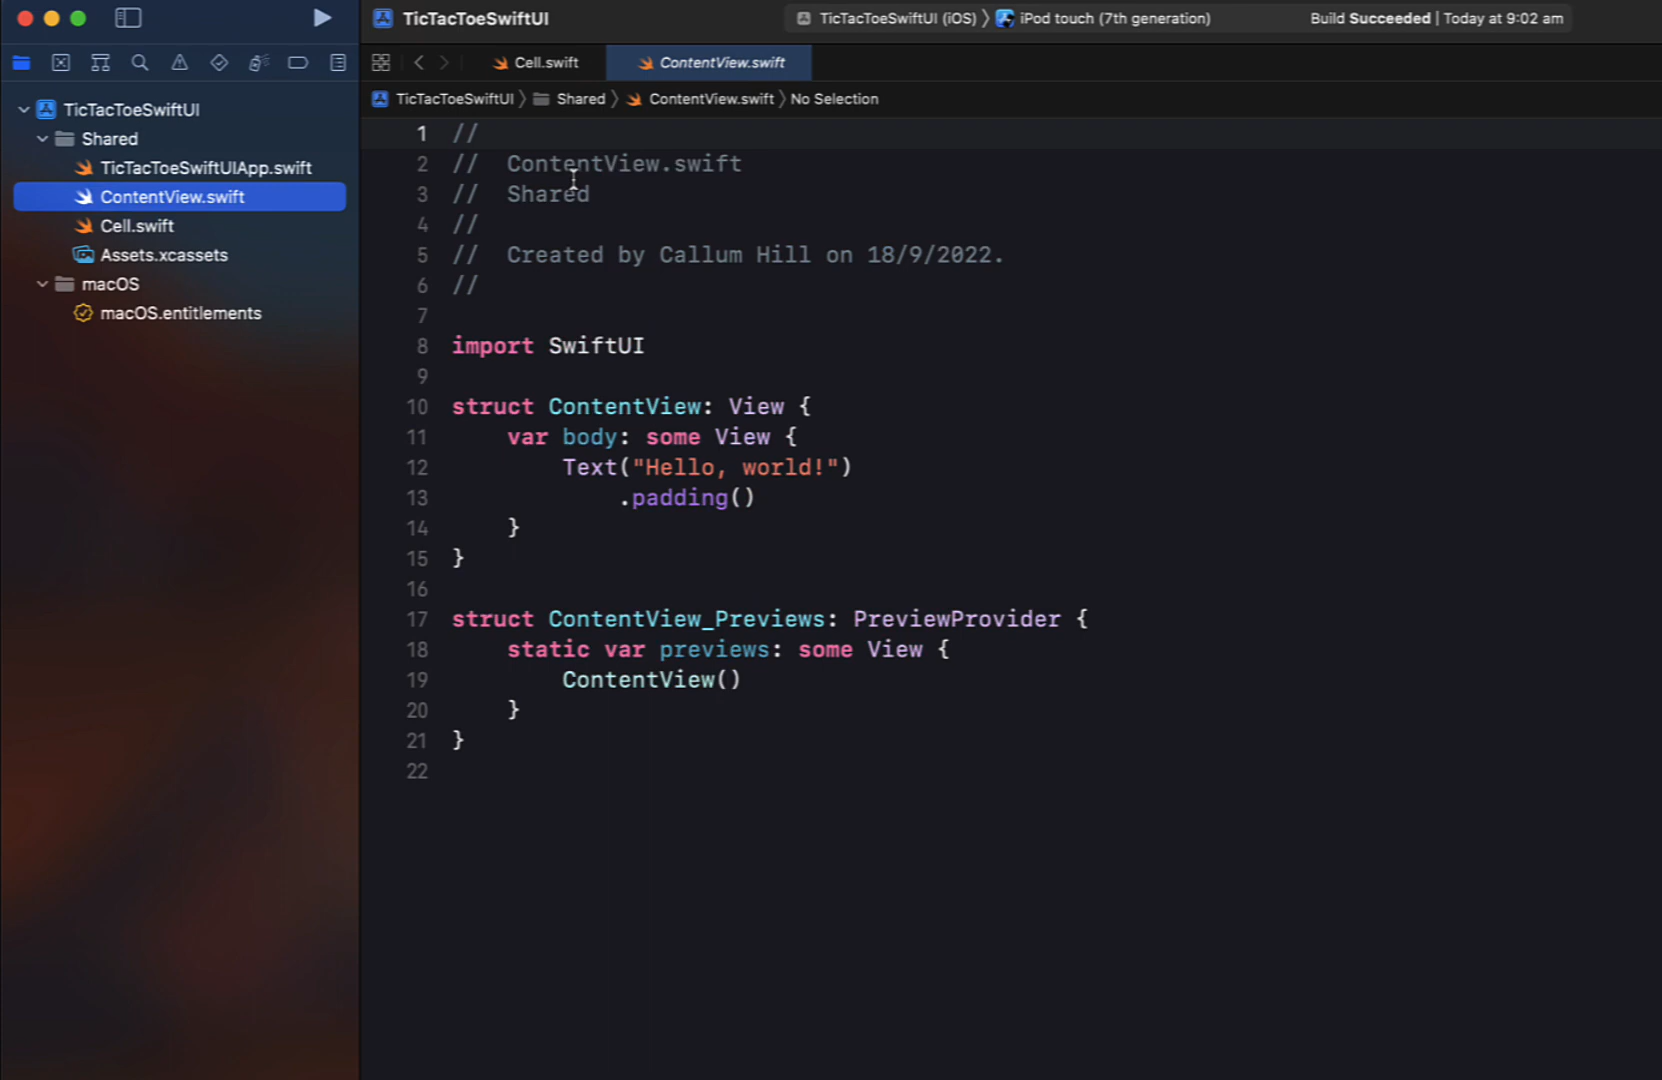 TicTacToeSwiftUI
TicTacToeSwiftUI (iOS) 〉 iPod touch (7th generation)
Build Succeeded | Today at 9:02 am
Cell.swift
ContentView.swift
TicTacToeSwiftUI 〉 Shared 〉 ContentView.swift 〉 No Selection
TicTacToeSwiftUI
Shared
TicTacToeSwiftUIApp.swift
ContentView.swift
Cell.swift
Assets.xcassets
macOS
macOS.entitlements
1 //
2 //  ContentView.swift
3 //  Shared
4 //
5 //  Created by Callum Hill on 18/9/2022.
6 //
7
8 import SwiftUI
9
10 struct ContentView: View {
11     var body: some View {
12         Text("Hello, world!")
13             .padding()
14     }
15 }
16
17 struct ContentView_Previews: PreviewProvider {
18     static var previews: some View {
19         ContentView()
20     }
21 }
22